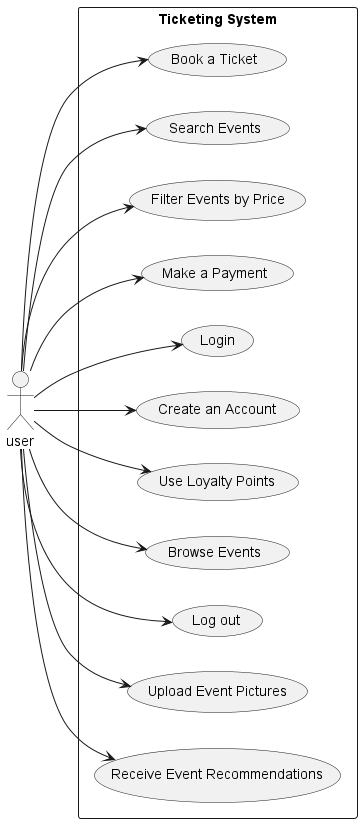 Ticketing System
Book a Ticket
Search Events
Filter Events by Price
Make a Payment
Login
Create an Account
user
Use Loyalty Points
Browse Events
Log out
Upload Event Pictures
Receive Event Recommendations